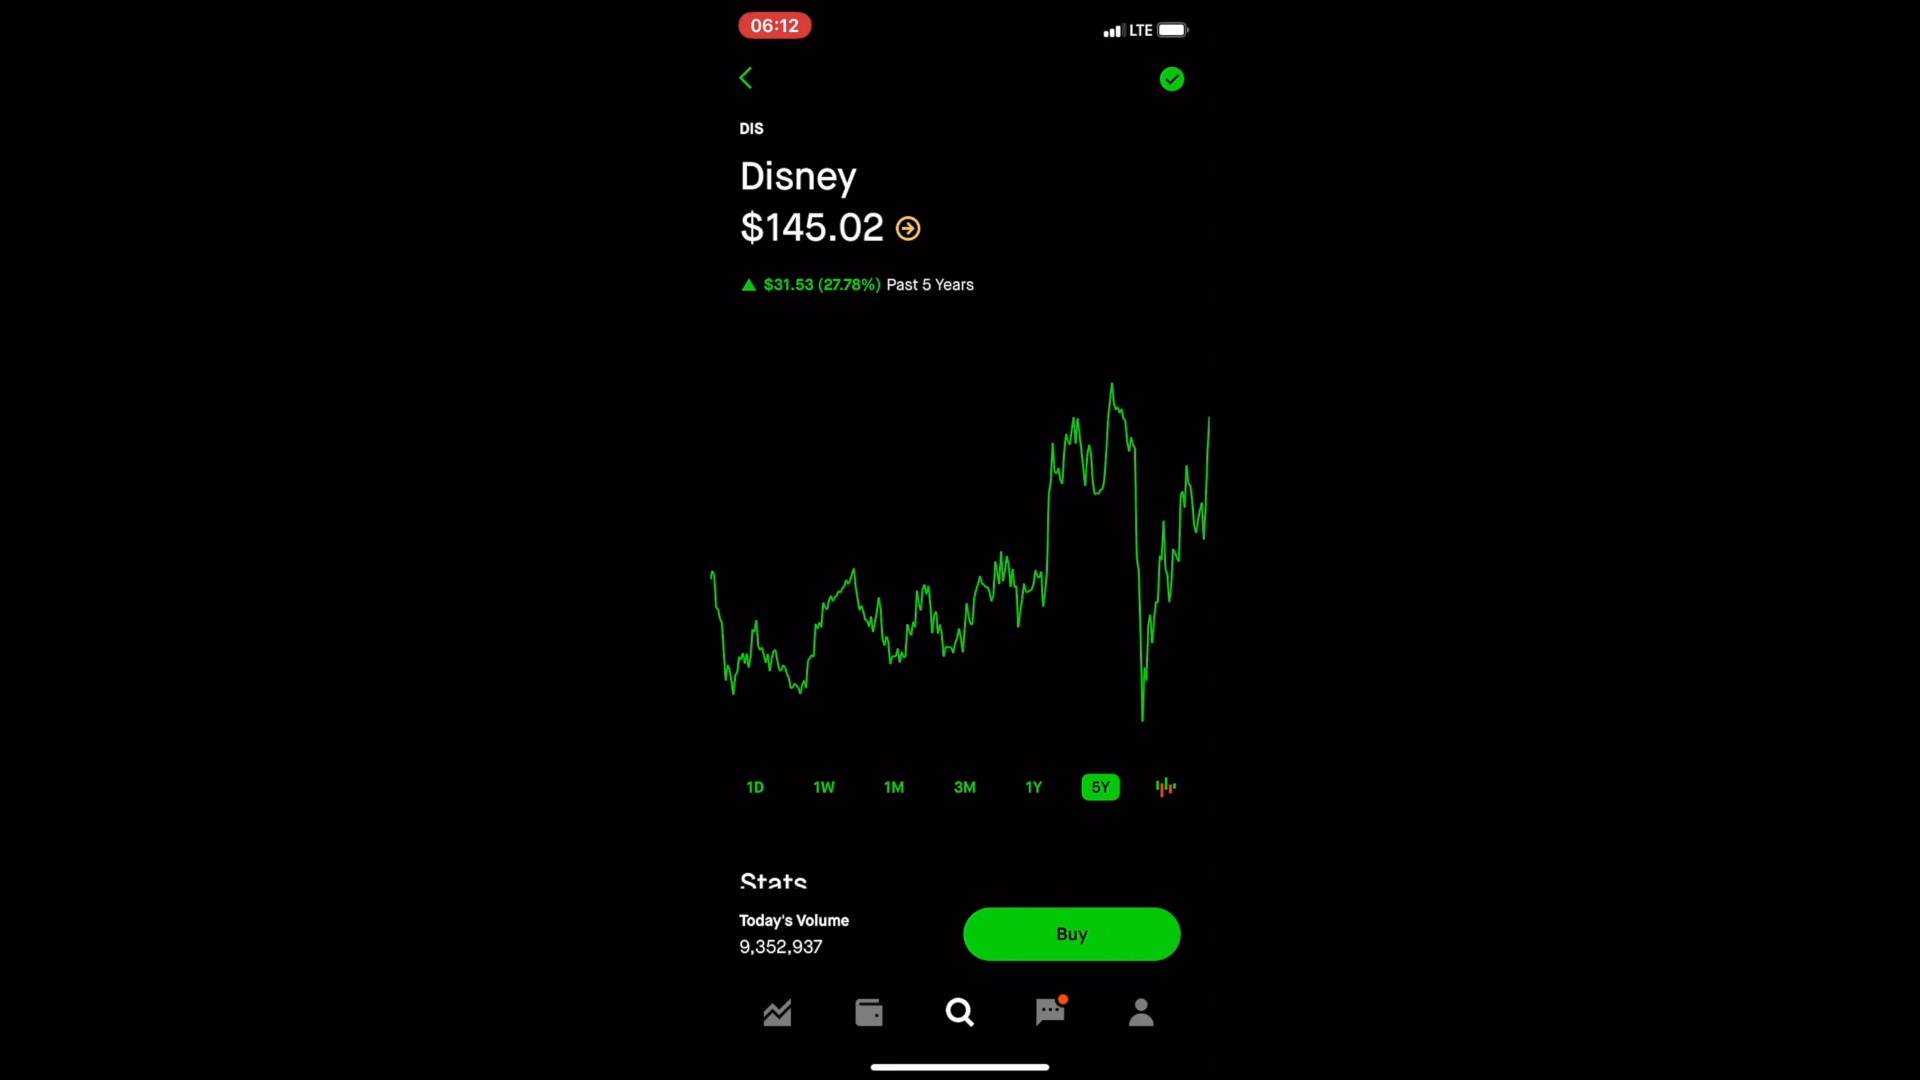 06:12
LTE
DIS
Disney
$145.02
$31.53 (27.78%) Past 5 Years
1D 1W 1M 3M 1Y 5Y
Stats
Today's Volume
9,352,937
Buy